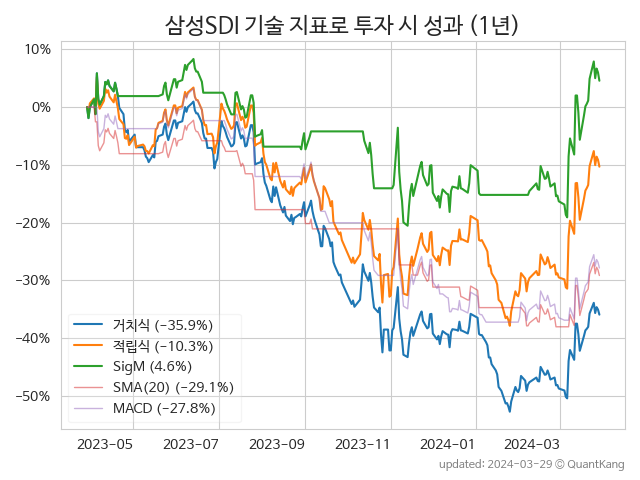 삼성SDI 기술 지표로 투자 시 성과 (1년)
10%
0%
−10%
−20%
−30%
−40%
−50%
거치식 (−35.9%)
적립식 (−10.3%)
SigM (4.6%)
SMA(20) (−29.1%)
MACD (−27.8%)
2023−05
2023−07
2023−09
2023−11
2024−01
2024−03
updated: 2024−03−29 © QuantKang